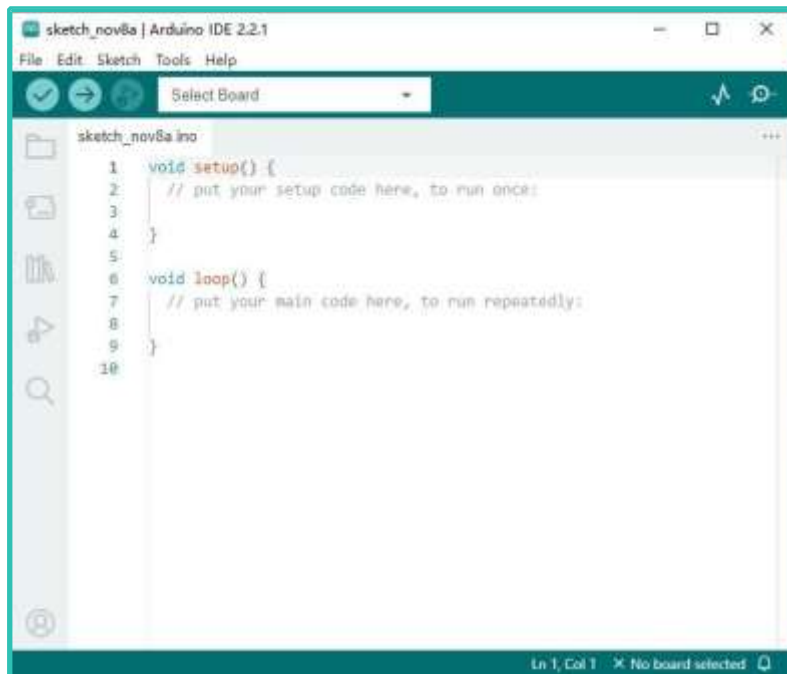 sketch_nov8a | Arduino IDE 2.2.1
File Edit Sketch Tools Help
Select Board
sketch_nov8a.ino
1 void setup() {
2 // put your setup code here, to run once:
3
4 }
5
6 void loop() {
7 // put your main code here, to run repeatedly:
8
9 }
10
Ln 1, Col 1 × No board selected